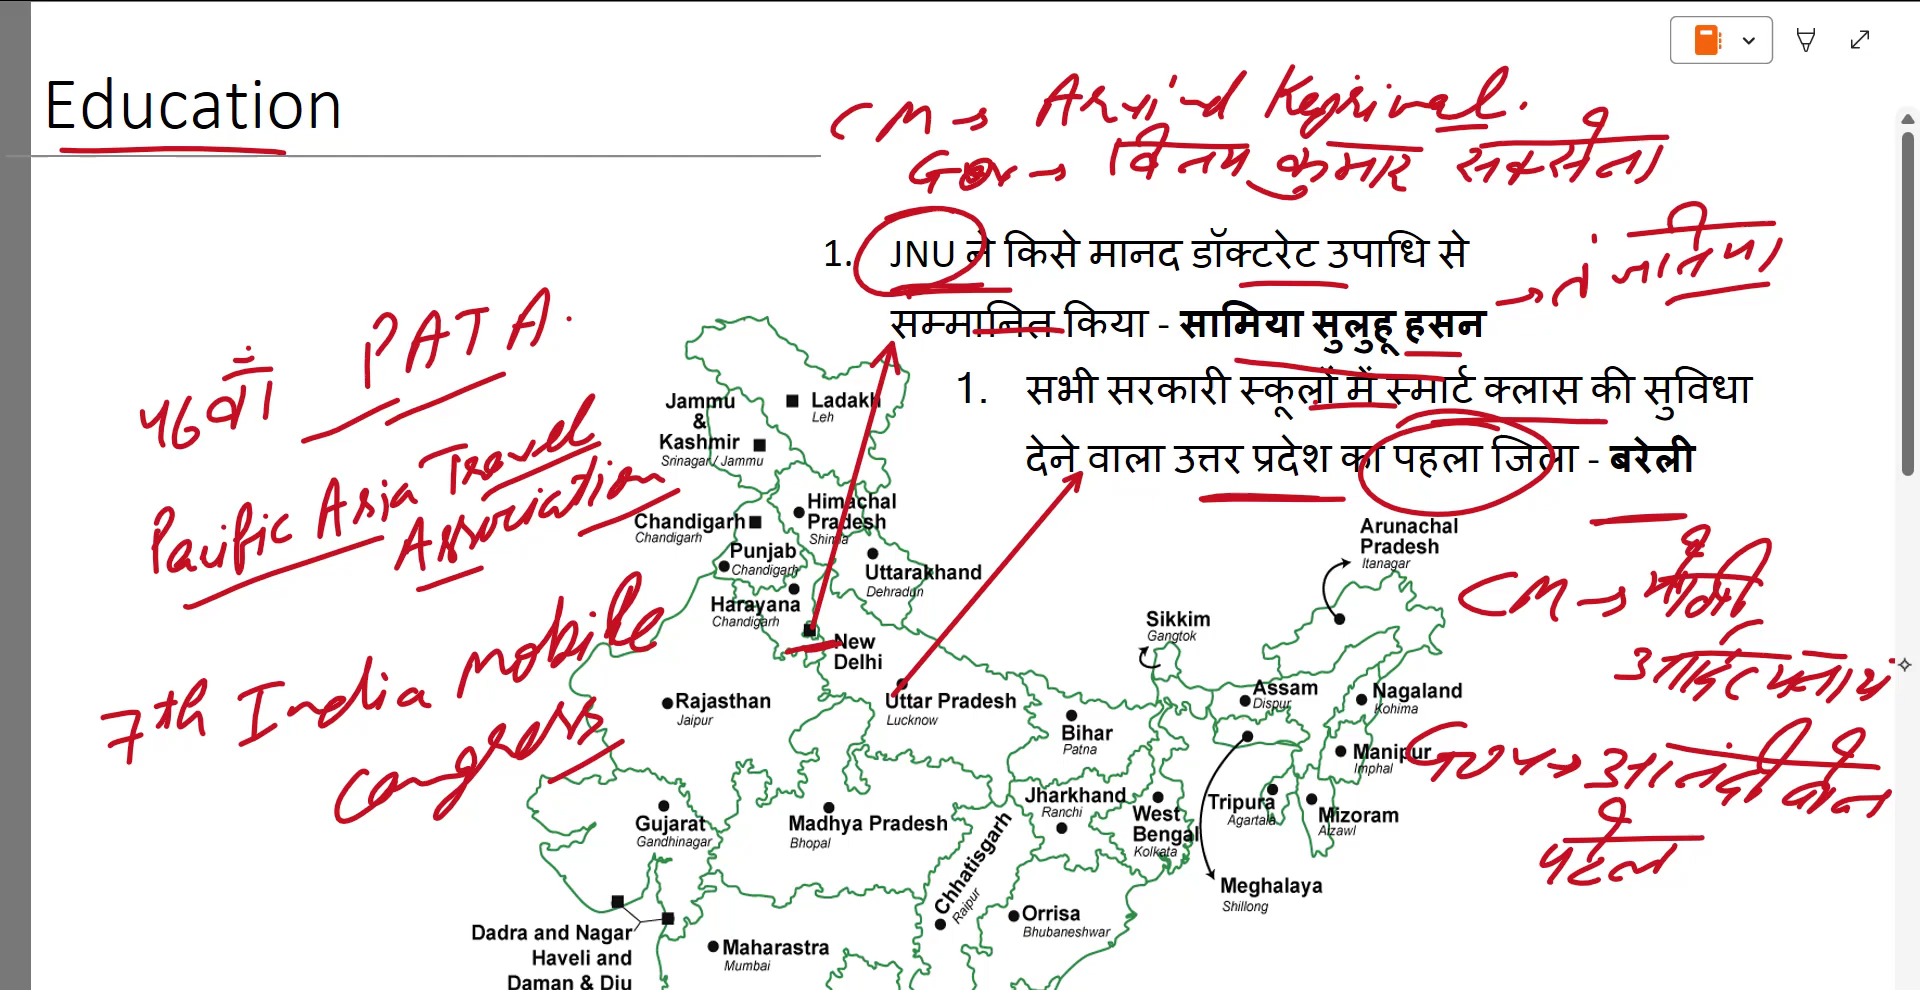 Education
CM → Arvind Kejriwal.
Gov → विनय कुमार सक्सेना
1. JNU ने किसे मानद डॉक्टरेट उपाधि से
सम्मानित किया - सामिया सुलुहू हसन
→ तंजानिया
1. सभी सरकारी स्कूलों में स्मार्ट क्लास की सुविधा
देने वाला उत्तर प्रदेश का पहला जिला - बरेली
46वाँ PATA.
Pacific Asia Travel
Association
7th India Mobile
Congress
CM → योगी
आदित्यनाथ
Gov → आनंदीबेन
पटेल
Jammu
&
Kashmir
Srinagar / Jammu
Ladakh
Leh
Himachal
Pradesh
Shimla
Chandigarh
Chandigarh
Punjab
Chandigarh
Uttarakhand
Dehradun
Harayana
Chandigarh
New
Delhi
Rajasthan
Jaipur
Uttar Pradesh
Lucknow
Arunachal
Pradesh
Itanagar
Sikkim
Gangtok
Assam
Dispur
Nagaland
Kohima
Bihar
Patna
Manipur
Imphal
Jharkhand
Ranchi
West
Bengal
Kolkata
Tripura
Agartala
Mizoram
Aizawl
Gujarat
Gandhinagar
Madhya Pradesh
Bhopal
Chhatisgarh
Raipur
Meghalaya
Shillong
Orrisa
Bhubaneshwar
Dadra and Nagar
Haveli and
Daman & Diu
Maharastra
Mumbai